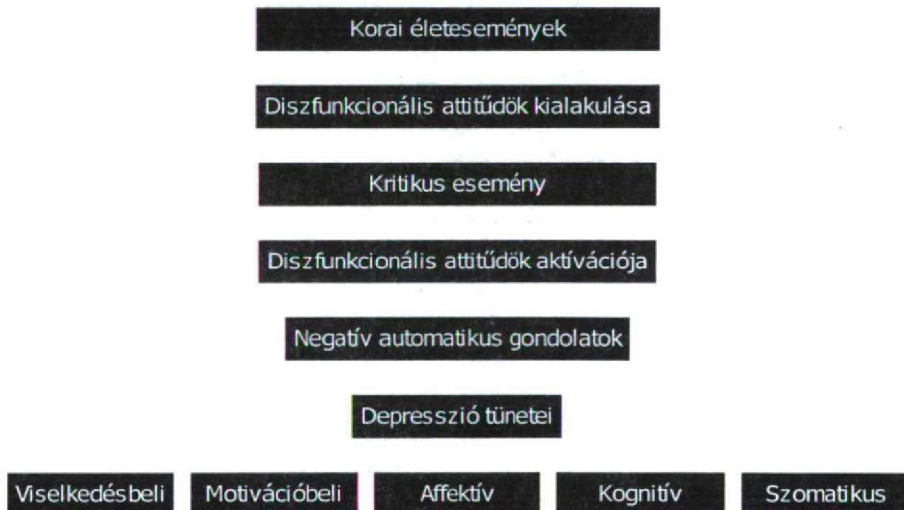 Korai életesemények
Diszfunkcionális attitűdök kialakulása
Kritikus esemény
Diszfunkcionális attitűdök aktívációja
Negatív automatikus gondolatok
Depresszió tünetei
Viselkedésbeli Motivációbeli Affektív Kognitív Szomatikus